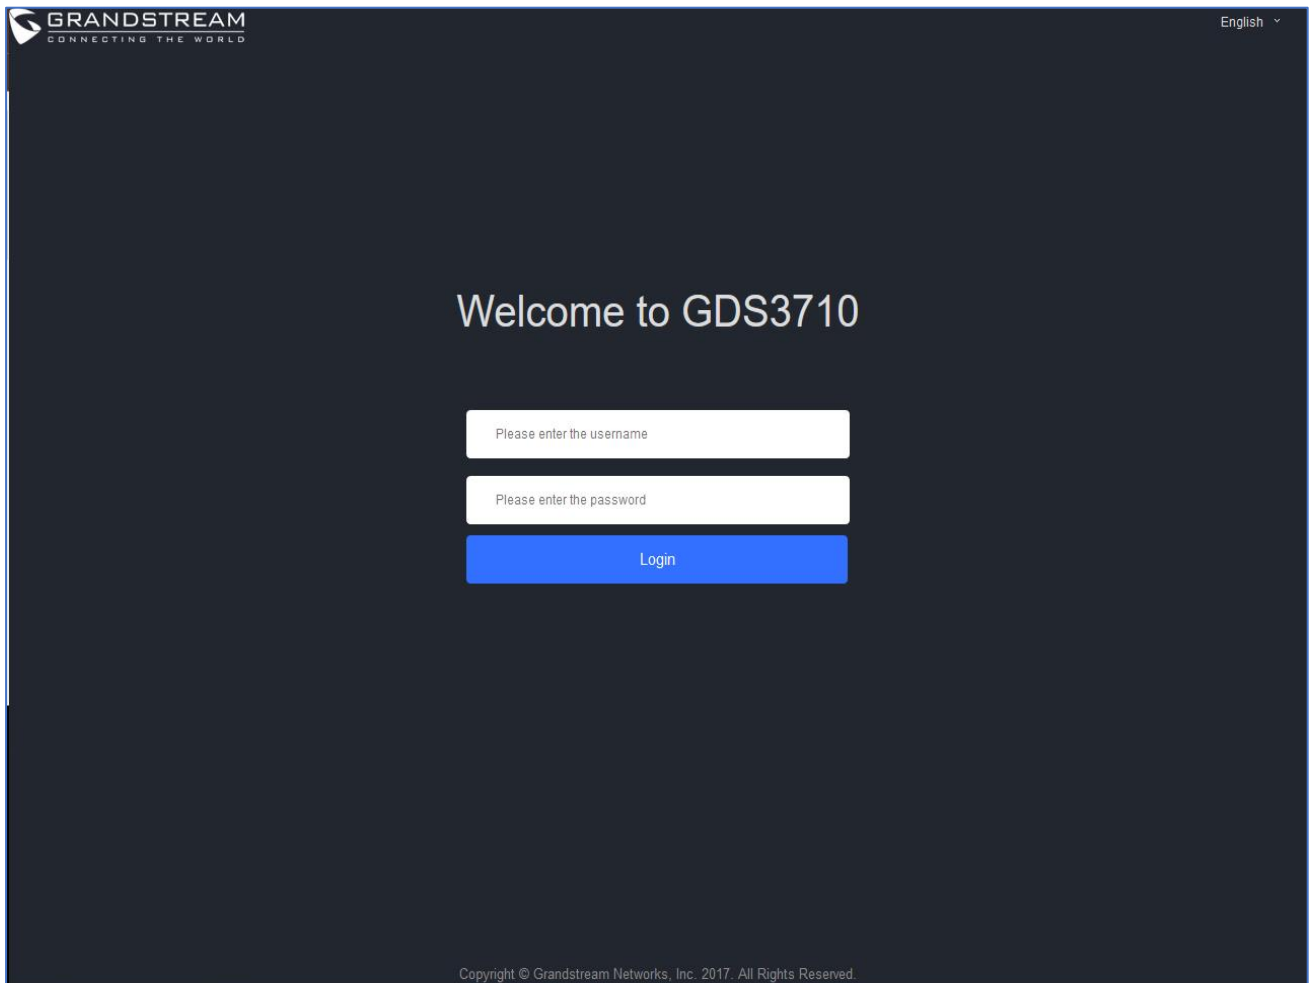 GRANDSTREAM
CONNECTING THE WORLD
English
Welcome to GDS3710
Please enter the username
Please enter the password
Login
Copyright © Grandstream Networks, Inc. 2017. All Rights Reserved.